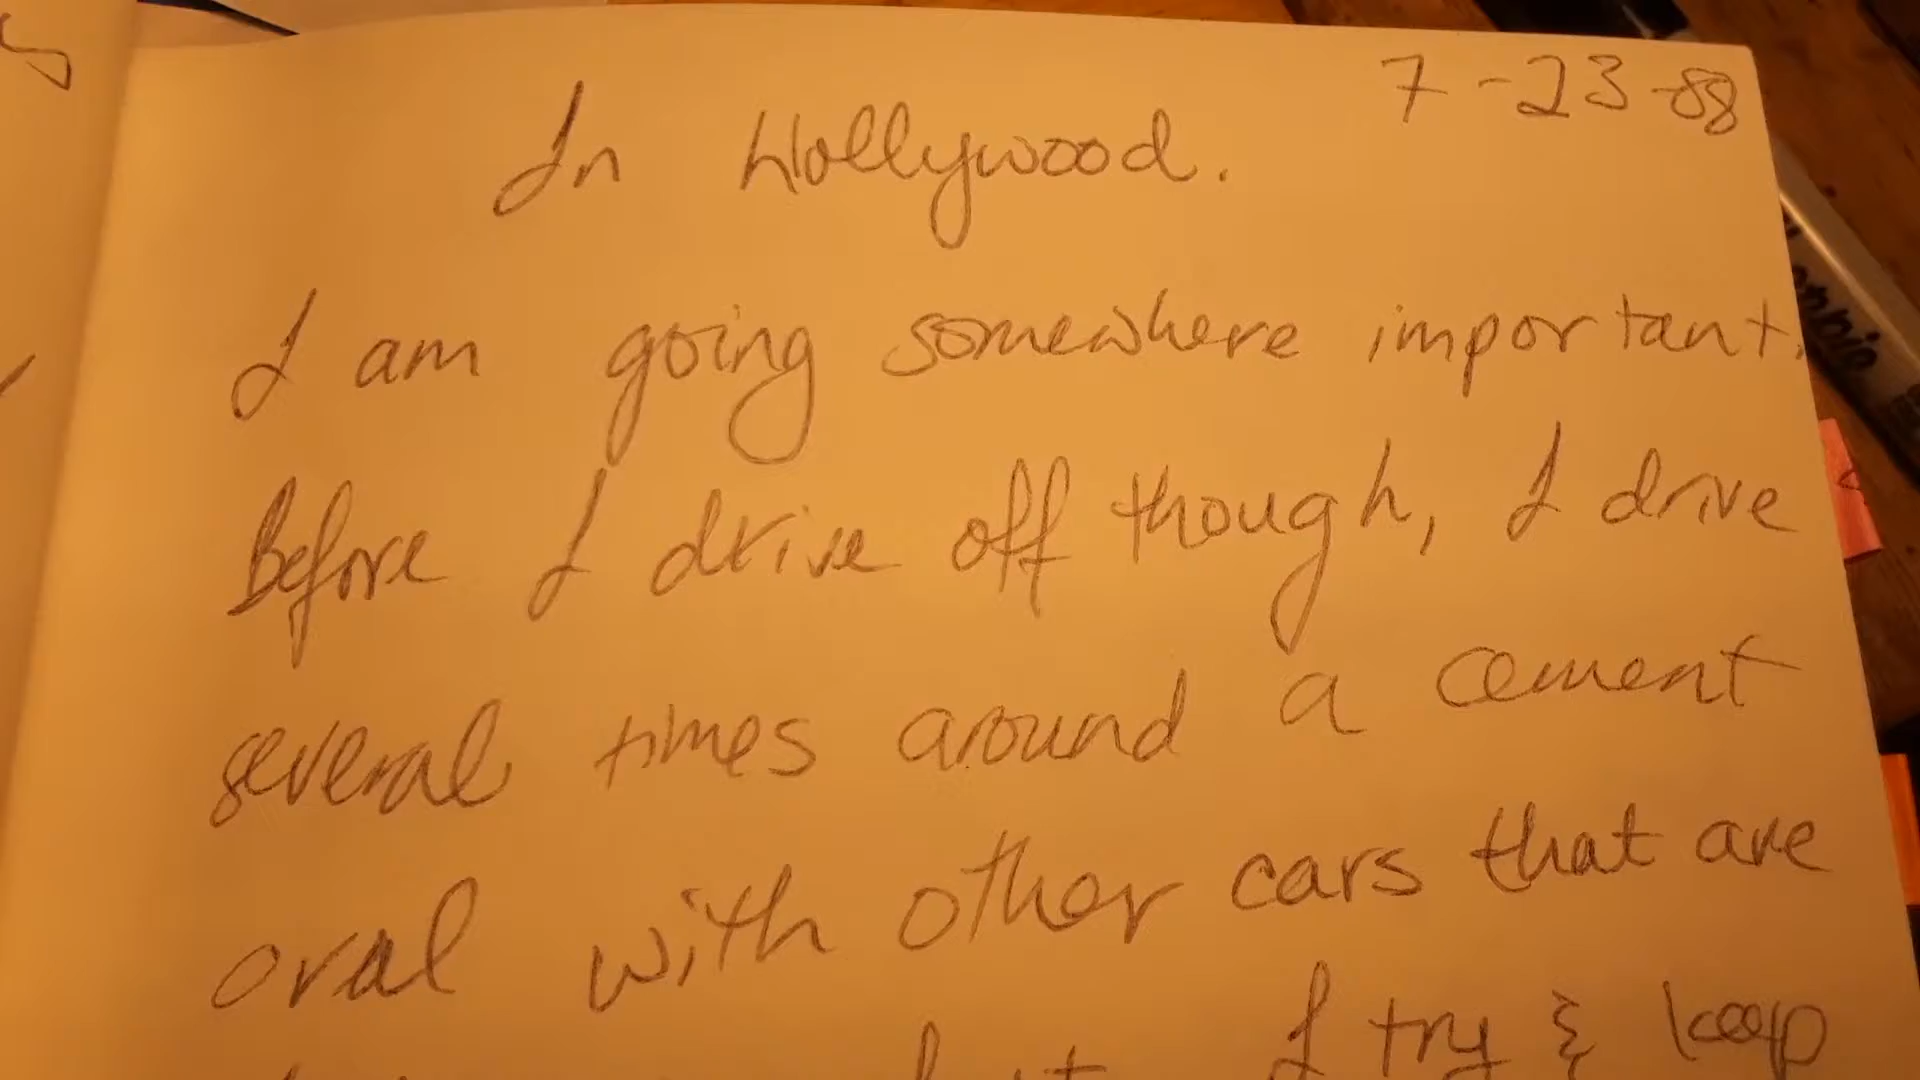 7-23-88
In Hollywood.
I am going somewhere important.
Before I drive off though, I drive
several times around a cement
oval with other cars that are
I try & keep